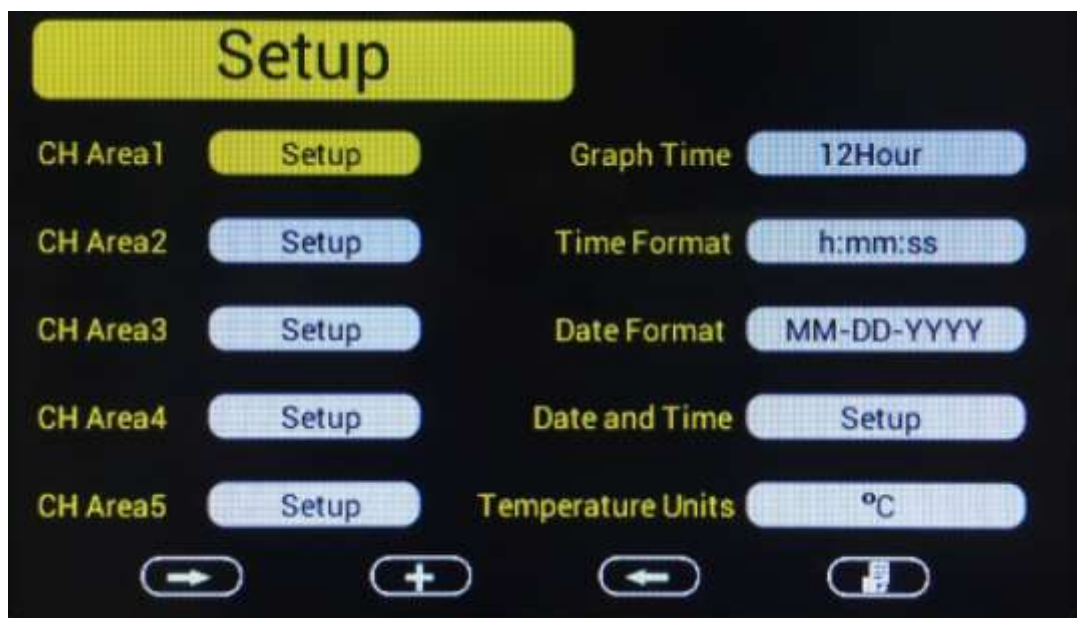 Setup
CH Area1 Setup Graph Time 12Hour
CH Area2 Setup Time Format h:mm:ss
CH Area3 Setup Date Format MM-DD-YYYY
CH Area4 Setup Date and Time Setup
CH Area5 Setup Temperature Units °C